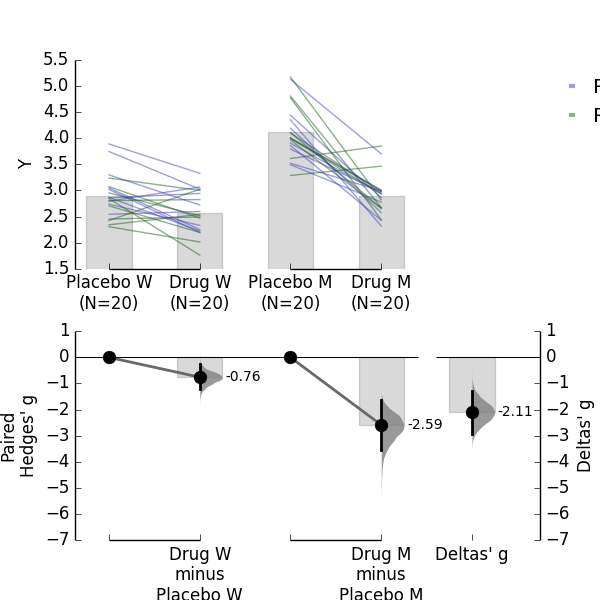 5.5
5.0
4.5
4.0
3.5
3.0
2.5
2.0
1.5
Y
Placebo W
(N=20)
Drug W
(N=20)
Placebo M
(N=20)
Drug M
(N=20)
F
F
1
0
−1
−2
−3
−4
−5
−6
−7
Paired
Hedges' g
-0.76
-2.59
-2.11
1
0
−1
−2
−3
−4
−5
−6
−7
Deltas' g
Drug W
minus
Placebo W
Drug M
minus
Placebo M
Deltas' g